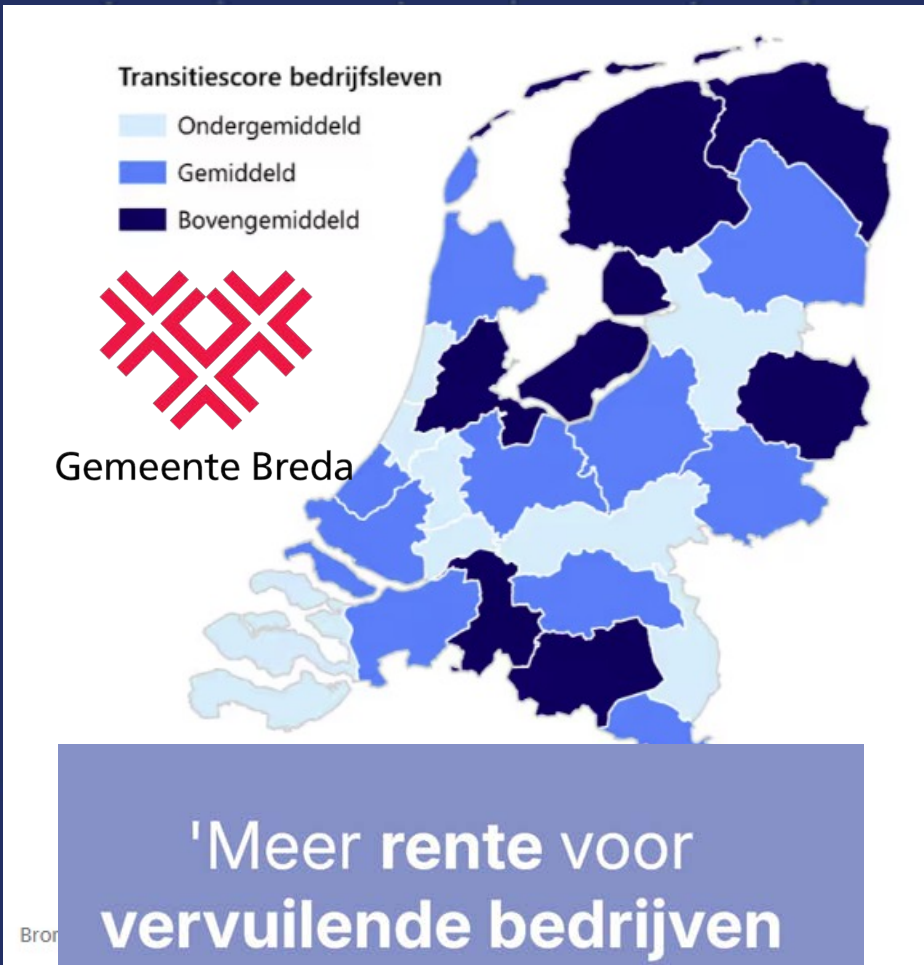 Transitiescore bedrijfsleven
Ondergemiddeld
Gemiddeld
Bovengemiddeld
Gemeente Breda
'Meer rente voor
vervuilende bedrijven